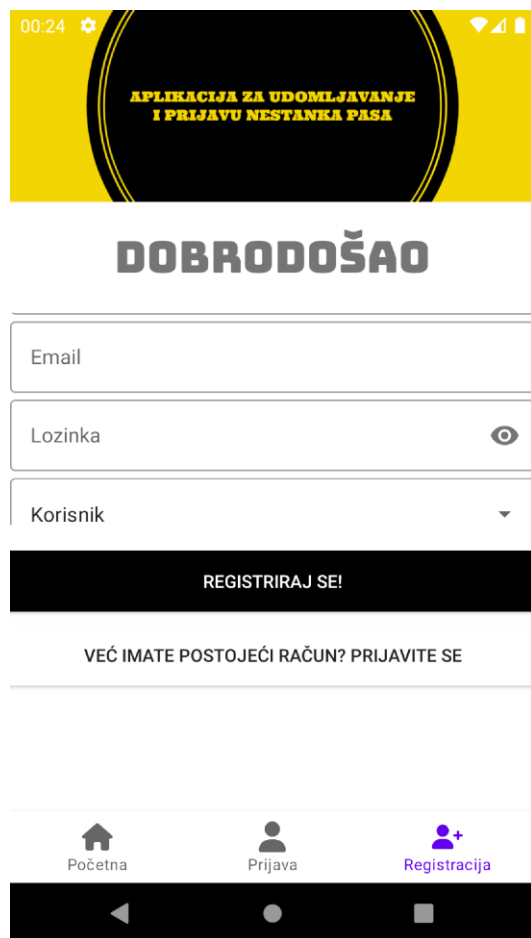 00:24
APLIKACIJA ZA UDOMLJAVANJE
I PRIJAVU NESTANKA PASA
DOBRODOŠAO
Email
Lozinka
Korisnik
REGISTRIRAJ SE!
VEĆ IMATE POSTOJEĆI RAČUN? PRIJAVITE SE
Početna
Prijava
Registracija